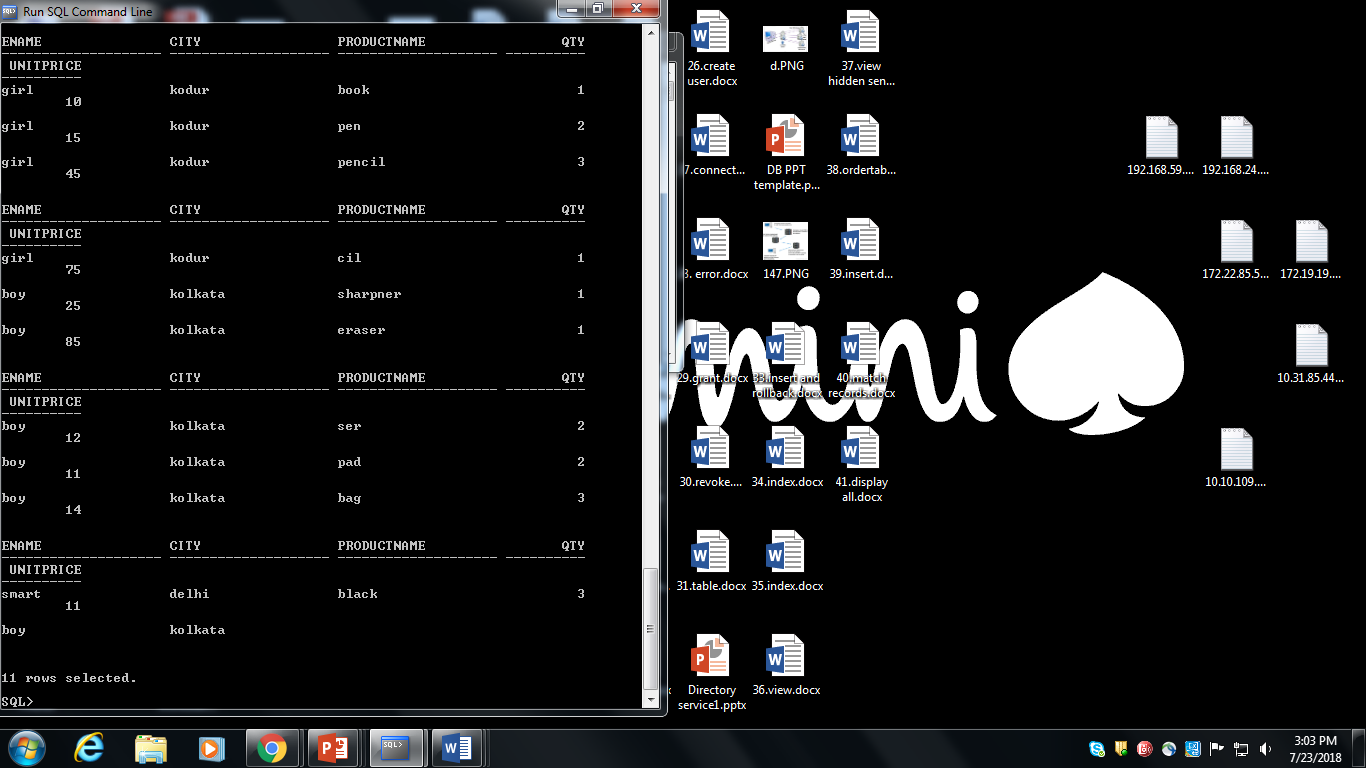 Run SQL Command Line
ENAME CITY PRODUCTNAME QTY
UNITPRICE
girl kodur book 1
10
girl kodur pen 2
15
girl kodur pencil 3
45
ENAME CITY PRODUCTNAME QTY
UNITPRICE
girl kodur cil 1
75
boy kolkata sharpner 1
25
boy kolkata eraser 1
85
ENAME CITY PRODUCTNAME QTY
UNITPRICE
boy kolkata ser 2
12
boy kolkata pad 2
11
boy kolkata bag 3
14
ENAME CITY PRODUCTNAME QTY
UNITPRICE
smart delhi black 3
11
boy kolkata
11 rows selected.
SQL>
26.create
user.docx
d.PNG
37.view
hidden sen...
7.connect...
DB PPT
template.p...
38.ordertab...
192.168.59....
192.168.24....
3. error.docx
147.PNG
39.insert.d...
172.22.85.5...
172.19.19....
mini
29.grant.docx
33.insert and
rollback.docx
40.match
records.docx
10.31.85.44...
30.revoke....
34.index.docx
41.display
all.docx
10.10.109....
31.table.docx
35.index.docx
Directory
service1.pptx
36.view.docx
SQL>
3:03 PM
7/23/2018